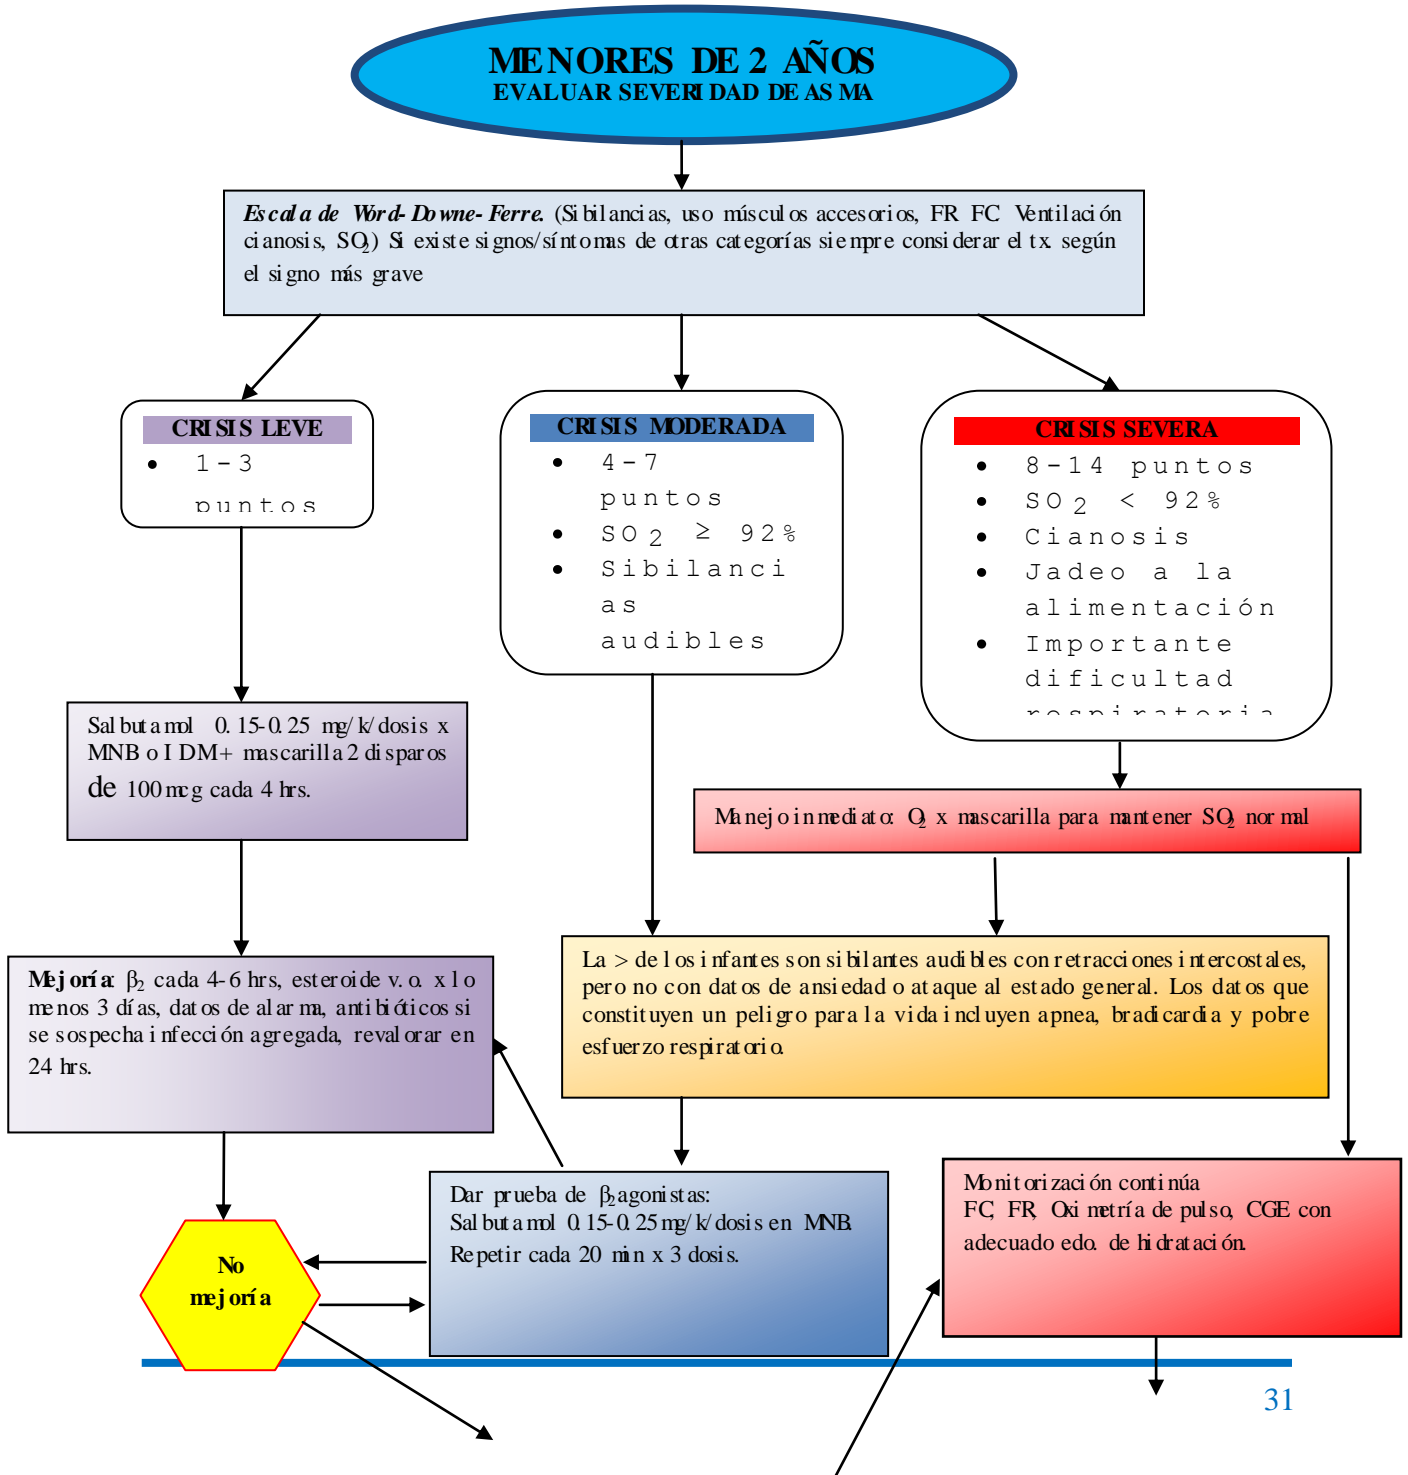 MENORES DE 2 AÑOS
EVALUAR SEVERIDAD DE ASMA
Escala de Word-Downe-Ferre. (Sibilancias, uso músculos accesorios, FR FC Ventilación
cianosis, SO2) Si existe signos/síntomas de otras categorías siempre considerar el tx. según
el signo más grave
CRISIS LEVE
• 1-3
puntos
CRISIS MODERADA
• 4-7
puntos
• SO2 ≥ 92%
• Sibilanci
as
audibles
CRISIS SEVERA
• 8-14 puntos
• SO2 < 92%
• Cianosis
• Jadeo a la
alimentación
• Importante
dificultad
respiratoria
Salbutamol 0.15-0.25 mg/k/dosis x
MNB o IDM+ mascarilla 2 disparos
de 100 mcg cada 4 hrs.
Manejo inmediato: O2 x mascarilla para mantener SO2 normal
La > de los infantes son sibilantes audibles con retracciones intercostales,
pero no con datos de ansiedad o ataque al estado general. Los datos que
constituyen un peligro para la vida incluyen apnea, bradicardia y pobre
esfuerzo respiratorio.
Mejoría: β2 cada 4-6 hrs, esteroide v.o. x lo
menos 3 días, datos de alarma, antibióticos si
se sospecha infección agregada, revalorar en
24 hrs.
Dar prueba de β2 agonistas:
Salbutamol 0.15-0.25mg/k/dosis en MNB.
Repetir cada 20 min x 3 dosis.
Monitorización continúa
FC, FR, Oximetría de pulso, CGE con
adecuado edo. de hidratación.
No
mejoría
31